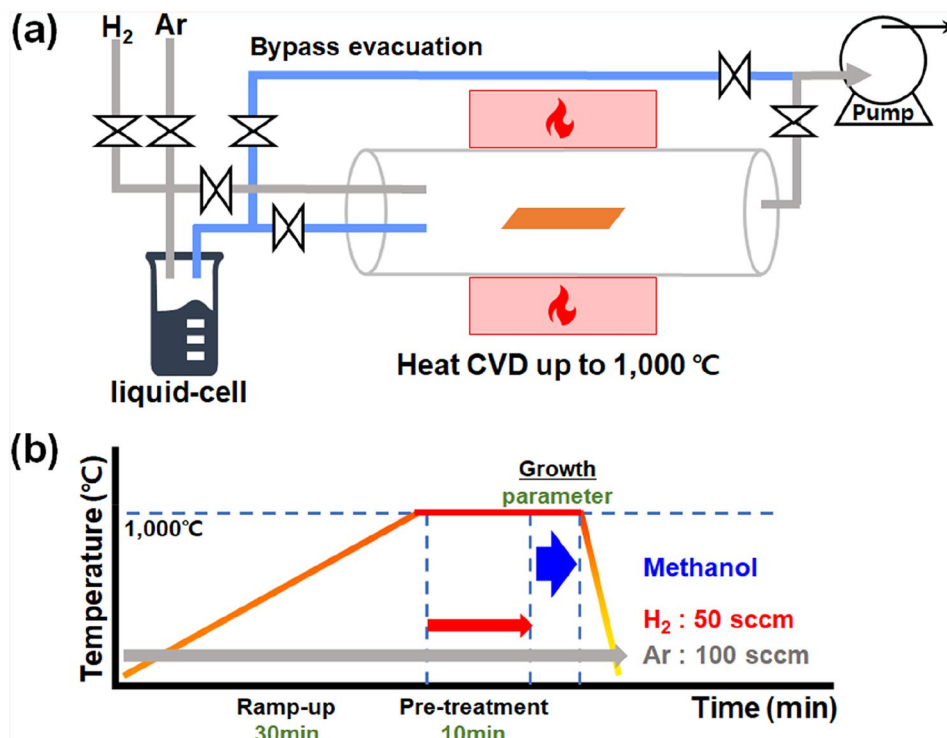 (a)
H₂ Ar
Bypass evacuation
Pump
liquid-cell
Heat CVD up to 1,000 ℃
(b)
Temperature (℃)
1,000℃
Growth
parameter
Methanol
H₂ : 50 sccm
Ar : 100 sccm
Ramp-up
30min
Pre-treatment
10min
Time (min)